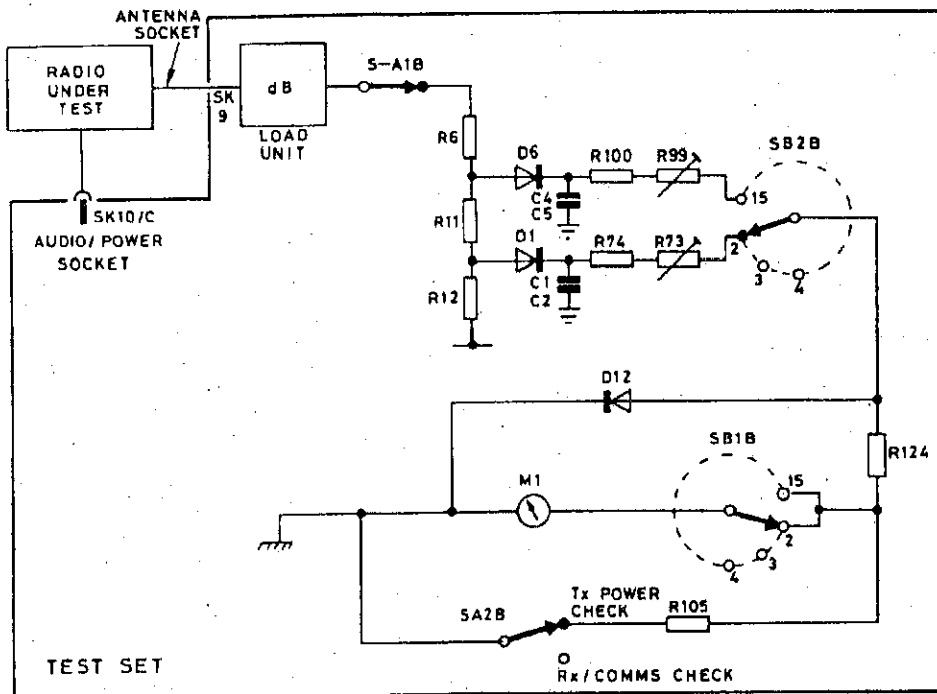 ANTENNA
SOCKET
RADIO
UNDER
TEST
SK
9
dB
LOAD
UNIT
S-A1B
R6
SK10/C
AUDIO/POWER
SOCKET
R11
R12
D6
C4
C5
R100
R99
15
SB2B
D1
C1
C2
R74
R73
2
3
4
D12
R124
SB1B
M1
15
2
3
4
SA2B
Tx POWER
CHECK
R105
Rx/COMMS CHECK
TEST SET